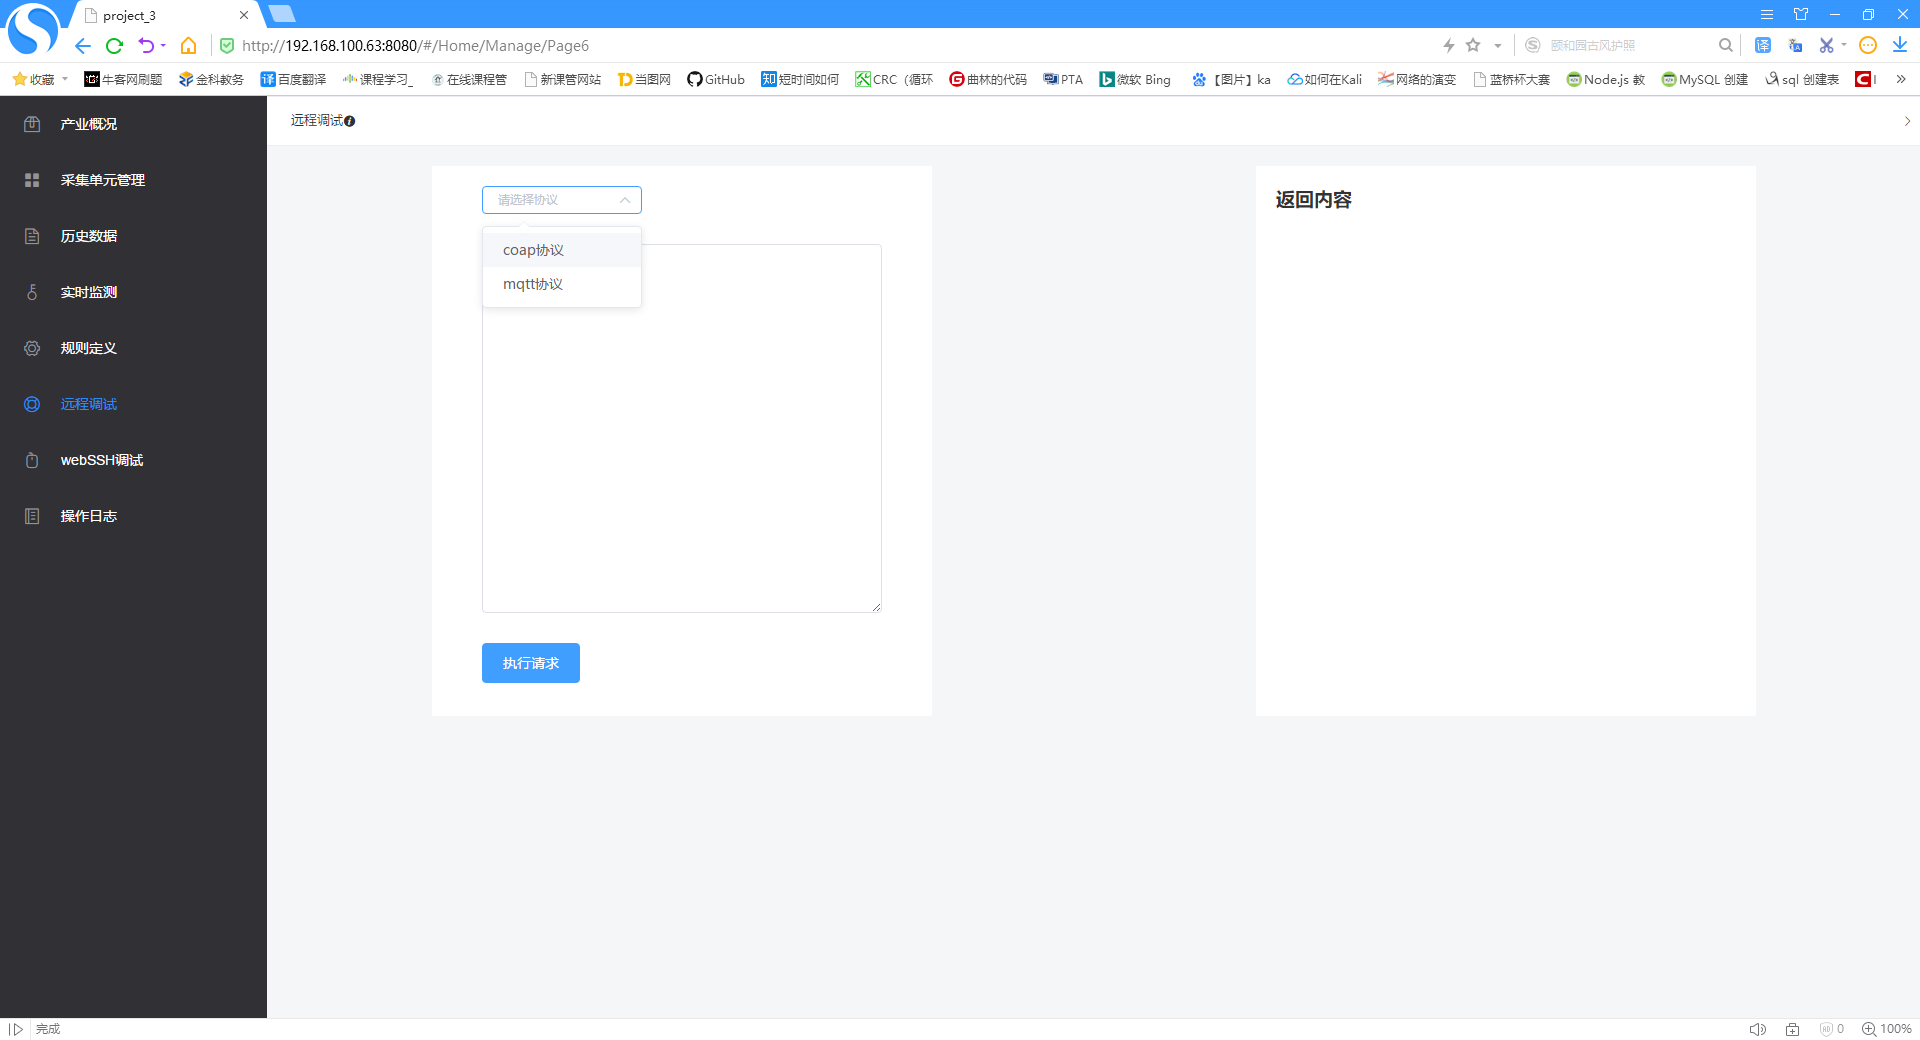 project_3
http://192.168.100.63:8080/#/Home/Manage/Page6
颐和园古风护照
收藏
牛客网刷题
金科教务
百度翻译
课程学习_
在线课程管
新课管网站
当图网
GitHub
短时间如何
CRC（循环
曲林的代码
PTA
微软 Bing
【图片】ka
如何在Kali
网络的演变
蓝桥杯大赛
Node.js 教
MySQL 创建
sql 创建表
产业概况
采集单元管理
历史数据
实时监测
规则定义
远程调试
webSSH调试
操作日志
远程调试
请选择协议
coap协议
mqtt协议
执行请求
返回内容
完成
0
100%